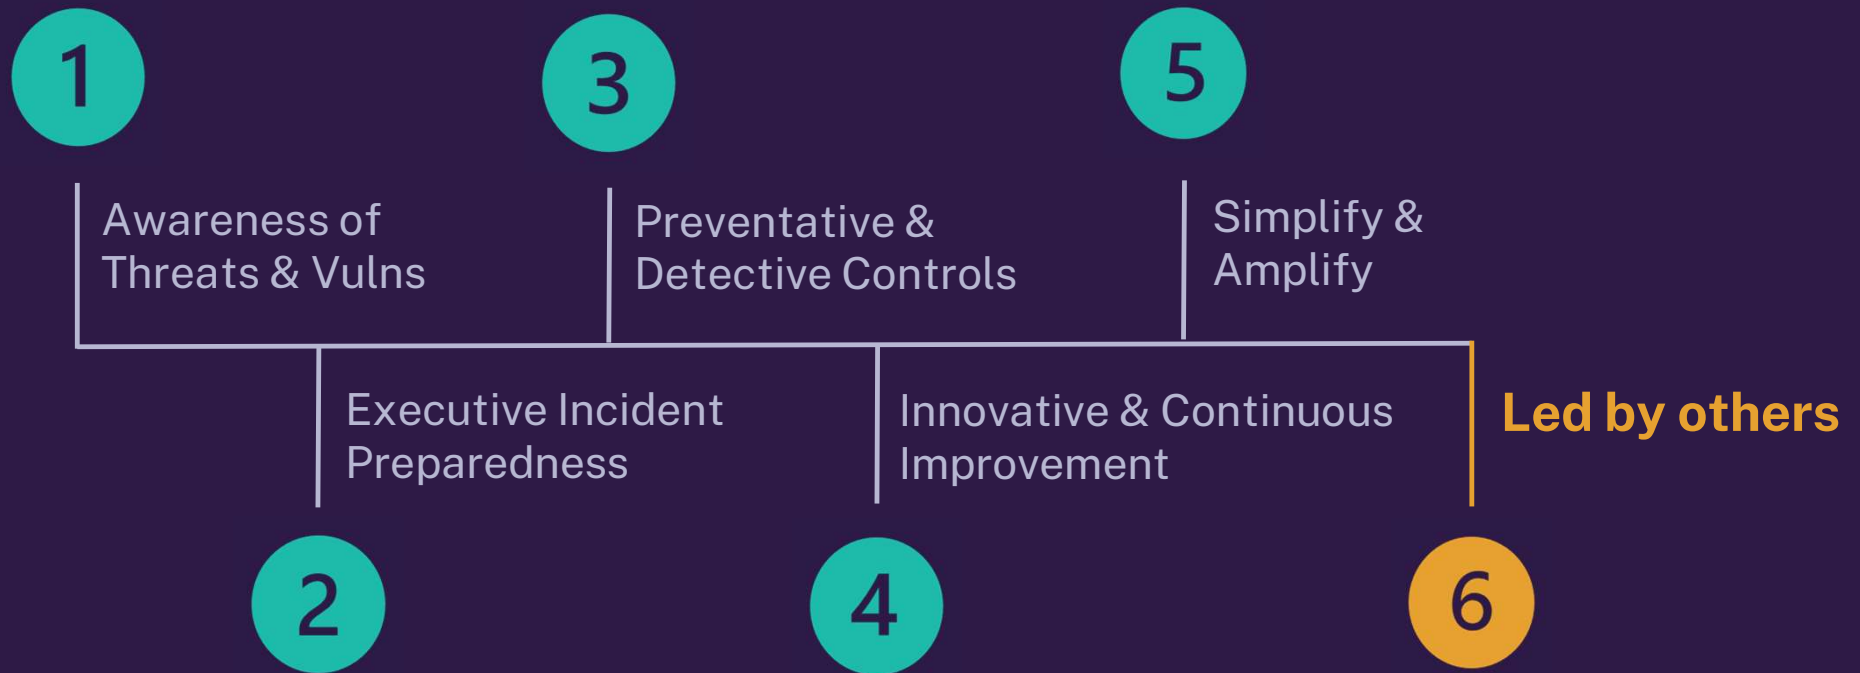 1
Awareness of
Threats & Vulns
2
Executive Incident
Preparedness
3
Preventative &
Detective Controls
4
Innovative & Continuous
Improvement
5
Simplify &
Amplify
6
Led by others